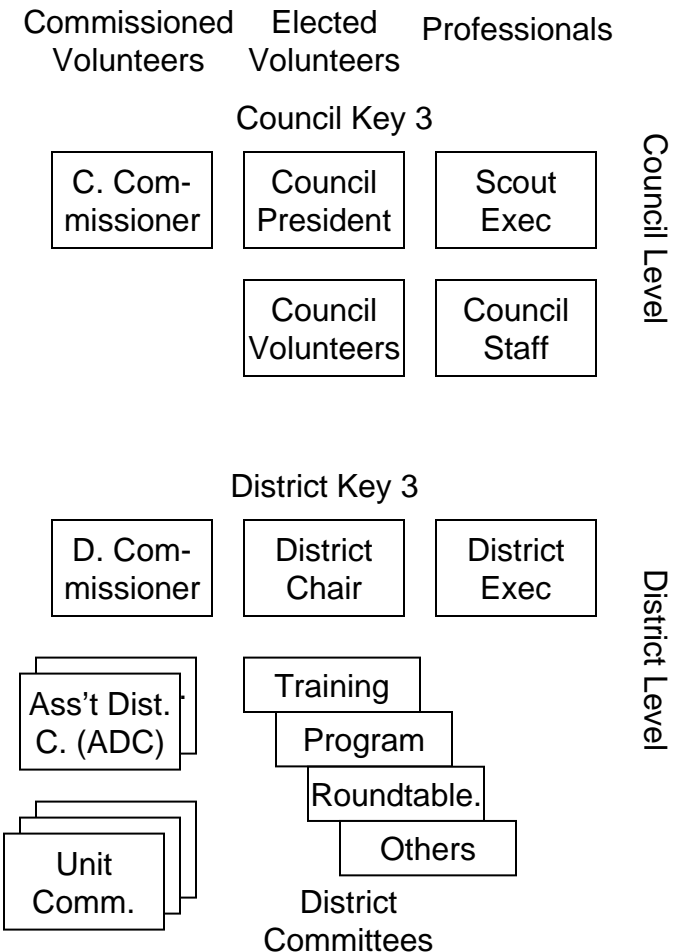 Commissioned
Volunteers
Elected
Volunteers
Professionals
Council Key 3
C. Com-
missioner
Council
President
Scout
Exec
Council
Volunteers
Council
Staff
Council Level
District Key 3
D. Com-
missioner
District
Chair
District
Exec
Ass’t Dist.
C. (ADC)
Training
Program
Roundtable.
Others
Unit
Comm.
District
Committees
District Level